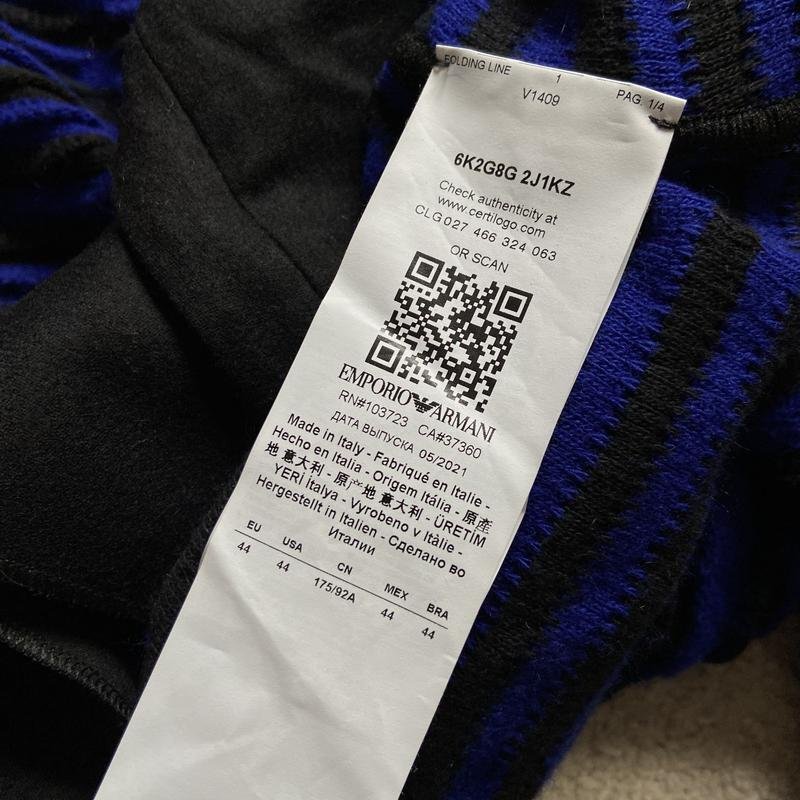 FOLDING LINE 1 PAG 1/4
V1409
6K2G8G 2J1KZ
Check authenticity at
www.certilogo.com
CLG027 466 324 063
OR SCAN
EMPORIO ARMANI
RN#103723 CA#37360
ДАТА ВЫПУСКА 05/2021
Made in Italy - Fabriqué en Italie -
Hecho en Italia - Origem Itália - 原產
地 意大利 - 原产地 意大利 - ÜRETİM
YERİ İtalya - Vyrobeno v Itálie -
Hergestellt in Italien - Сделано во
Италии
EU USA CN MEX BRA
44 44 175/92A 44 44